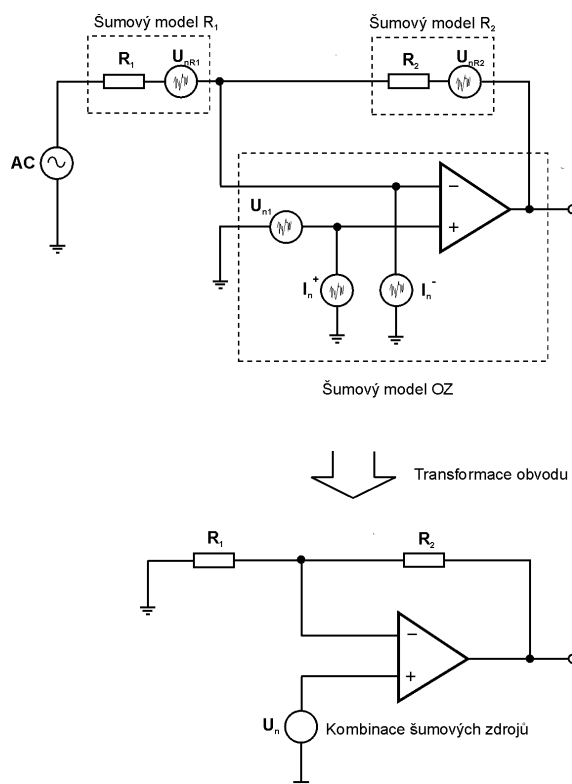 Šumový model R1
Šumový model R2
R1
UnR1
R2
UnR2
AC
Un1
−
+
In+
In-
Šumový model OZ
Transformace obvodu
R1
R2
−
+
Un
Kombinace šumových zdrojů